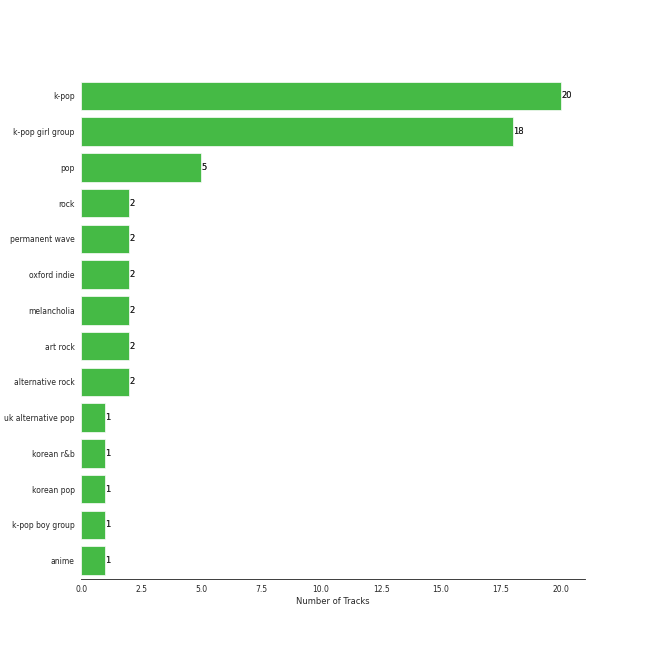 k-pop 20
k-pop girl group 18
pop 5
rock 2
permanent wave 2
oxford indie 2
melancholia 2
art rock 2
alternative rock 2
uk alternative pop 1
korean r&b 1
korean pop 1
k-pop boy group 1
anime 1
0.0 2.5 5.0 7.5 10.0 12.5 15.0 17.5 20.0
Number of Tracks